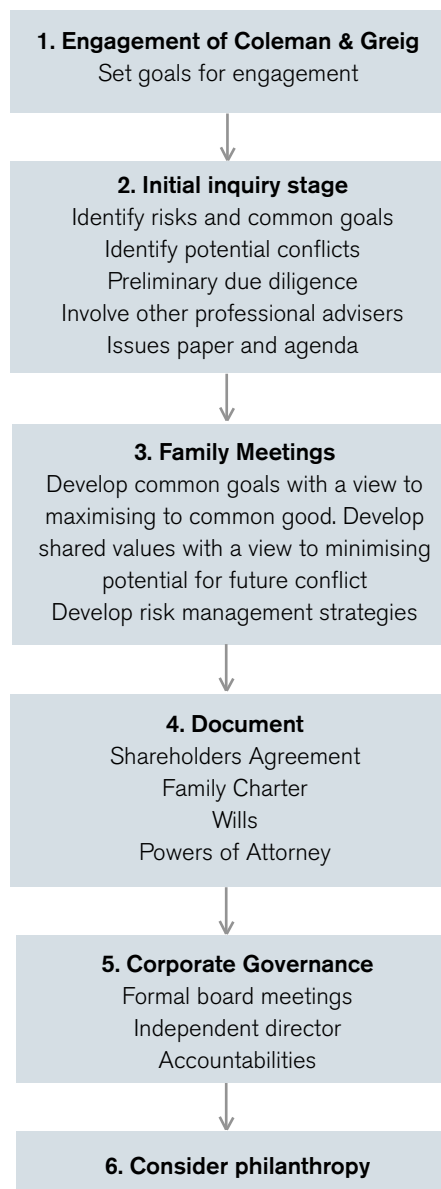 1. Engagement of Coleman & Greig
Set goals for engagement
2. Initial inquiry stage
Identify risks and common goals
Identify potential conflicts
Preliminary due diligence
Involve other professional advisers
Issues paper and agenda
3. Family Meetings
Develop common goals with a view to
maximising to common good. Develop
shared values with a view to minimising
potential for future conflict
Develop risk management strategies
4. Document
Shareholders Agreement
Family Charter
Wills
Powers of Attorney
5. Corporate Governance
Formal board meetings
Independent director
Accountabilities
6. Consider philanthropy